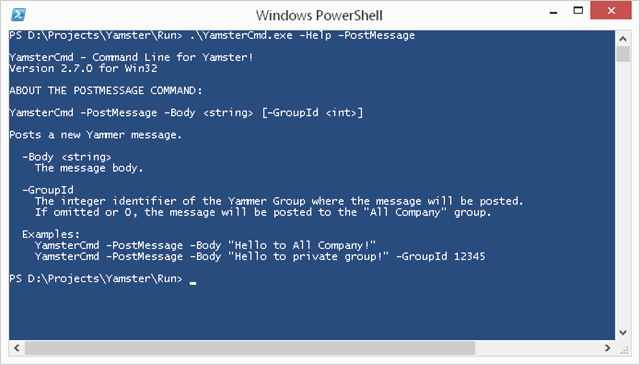 Windows PowerShell
PS D:\Projects\Yamster\Run> .\YamsterCmd.exe -Help -PostMessage
YamsterCmd - Command Line for Yamster!
Version 2.7.0 for Win32
ABOUT THE POSTMESSAGE COMMAND:
YamsterCmd -PostMessage -Body <string> [-GroupId <int>]
Posts a new Yammer message.
-Body <string>
The message body.
-GroupId
The integer identifier of the Yammer Group where the message will be posted.
If omitted or 0, the message will be posted to the "All Company" group.
Examples:
YamsterCmd -PostMessage -Body "Hello to All Company!"
YamsterCmd -PostMessage -Body "Hello to private group!" -GroupId 12345
PS D:\Projects\Yamster\Run>